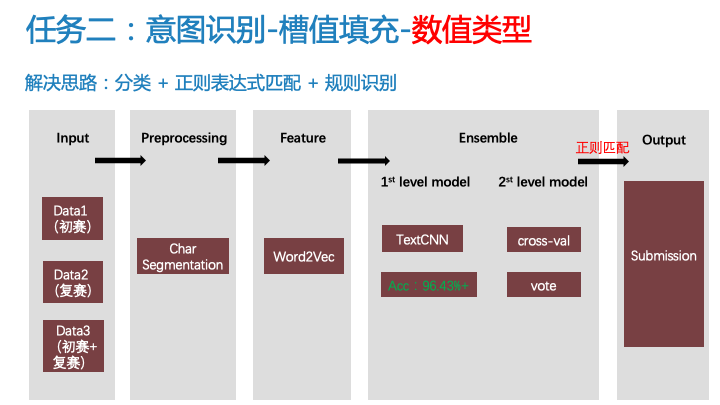 任务二：意图识别-槽值填充-数值类型
解决思路：分类 + 正则表达式匹配 + 规则识别
Input
Preprocessing
Feature
Ensemble
正则匹配
Output
1st level model
2st level model
Data1
（初赛）
Data2
（复赛）
Data3
（初赛+
复赛）
Char
Segmentation
Word2Vec
TextCNN
cross-val
Acc：96.43%+
vote
Submission